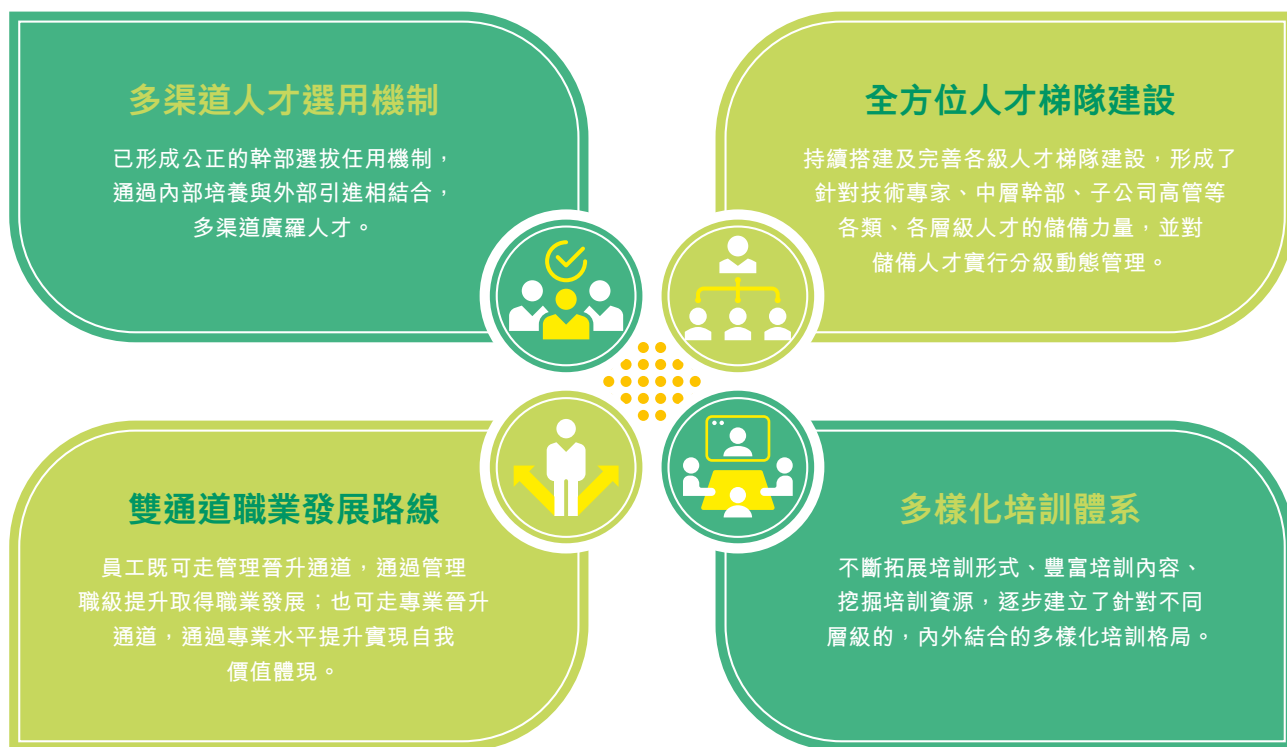 多渠道人才選用機制
已形成公正的幹部選拔任用機制，
通過內部培養與外部引進相結合，
多渠道廣羅人才。
全方位人才梯隊建設
持續搭建及完善各級人才梯隊建設，形成了
針對技術專家、中層幹部、子公司高管等
各類、各層級人才的儲備力量，並對
儲備人才實行分級動態管理。
雙通道職業發展路線
員工既可走管理晉升通道，通過管理
職級提升取得職業發展；也可走專業晉升
通道，通過專業水平提升實現自我
價值體現。
多樣化培訓體系
不斷拓展培訓形式、豐富培訓內容、
挖掘培訓資源，逐步建立了針對不同
層級的，內外結合的多樣化培訓格局。